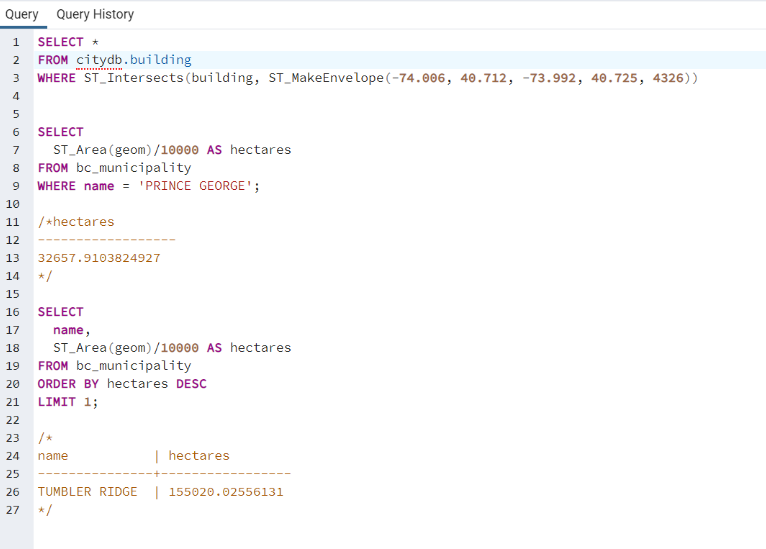 Query Query History
1 SELECT *
2 FROM citydb.building
3 WHERE ST_Intersects(building, ST_MakeEnvelope(-74.006, 40.712, -73.992, 40.725, 4326))
4
5
6 SELECT
7   ST_Area(geom)/10000 AS hectares
8 FROM bc_municipality
9 WHERE name = 'PRINCE GEORGE';
10
11 /*hectares
12 ------------------
13 32657.9103824927
14 */
15
16 SELECT
17   name,
18   ST_Area(geom)/10000 AS hectares
19 FROM bc_municipality
20 ORDER BY hectares DESC
21 LIMIT 1;
22
23 /*
24 name           | hectares
25 ---------------+-----------------
26 TUMBLER RIDGE  | 155020.02556131
27 */